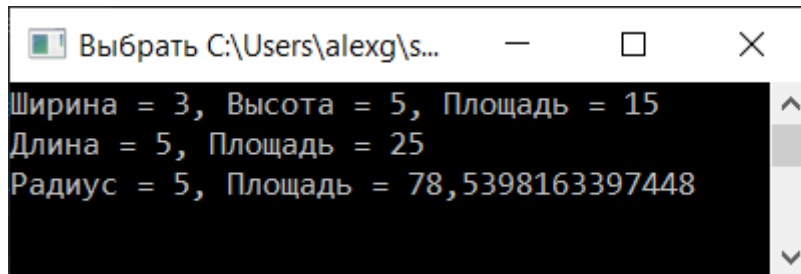 Выбрать C:\Users\alexg\s...
Ширина = 3, Высота = 5, Площадь = 15
Длина = 5, Площадь = 25
Радиус = 5, Площадь = 78,5398163397448